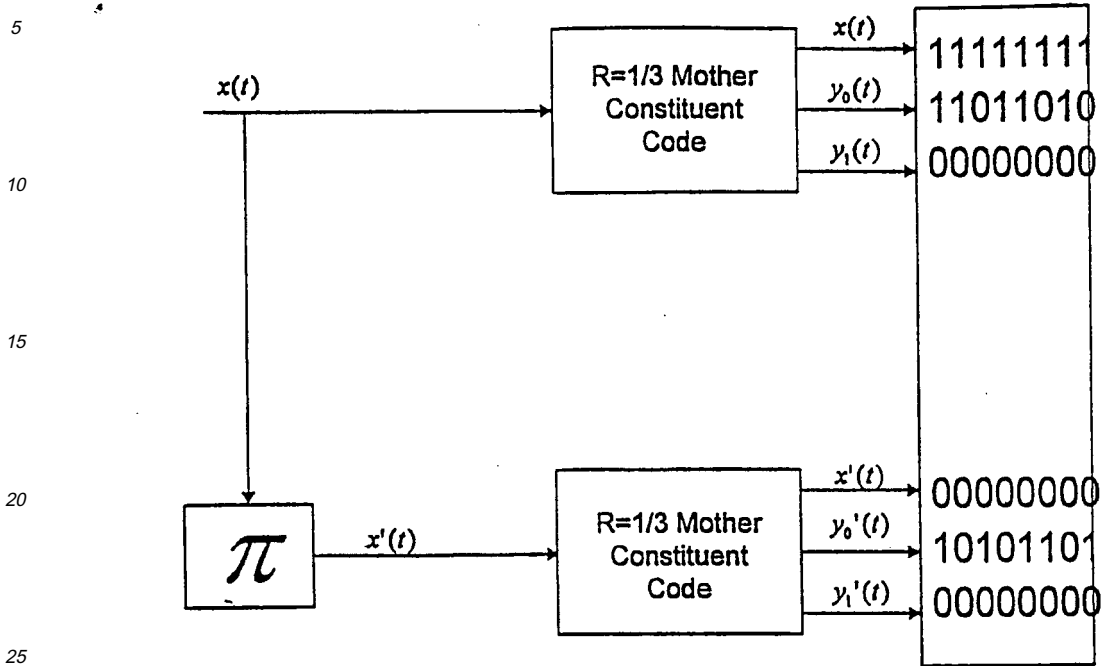 5
x(t)
R=1/3 Mother
Constituent
Code
x(t)
y₀(t)
y₁(t)
11111111
11011010
00000000
10
15
20
π
x'(t)
R=1/3 Mother
Constituent
Code
x'(t)
y₀'(t)
y₁'(t)
00000000
10101101
00000000
25